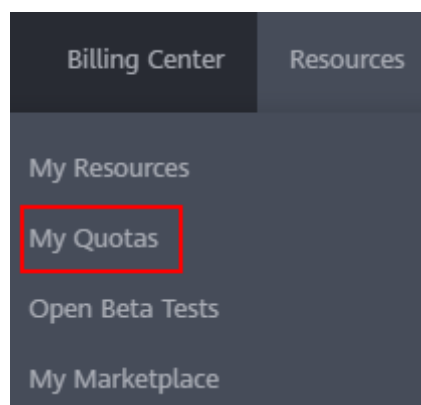 Billing Center Resources
My Resources
My Quotas
Open Beta Tests
My Marketplace